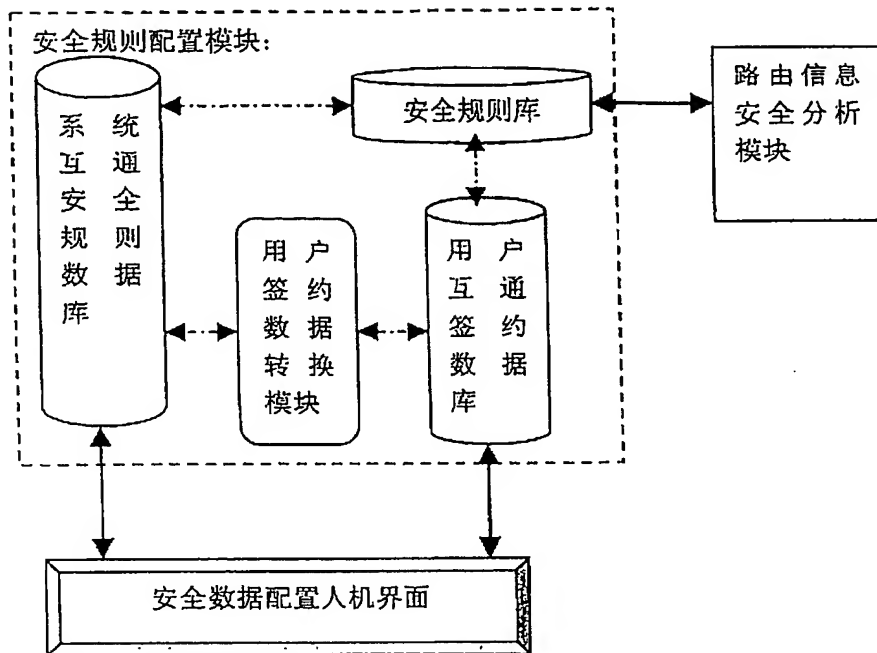 安全规则配置模块：
系统
互通
安全
规则
数据
库
安全规则库
路由信息
安全分析
模块
用户
签约
数据
转换
模块
用户
互通
签约
数据
库
安全数据配置人机界面